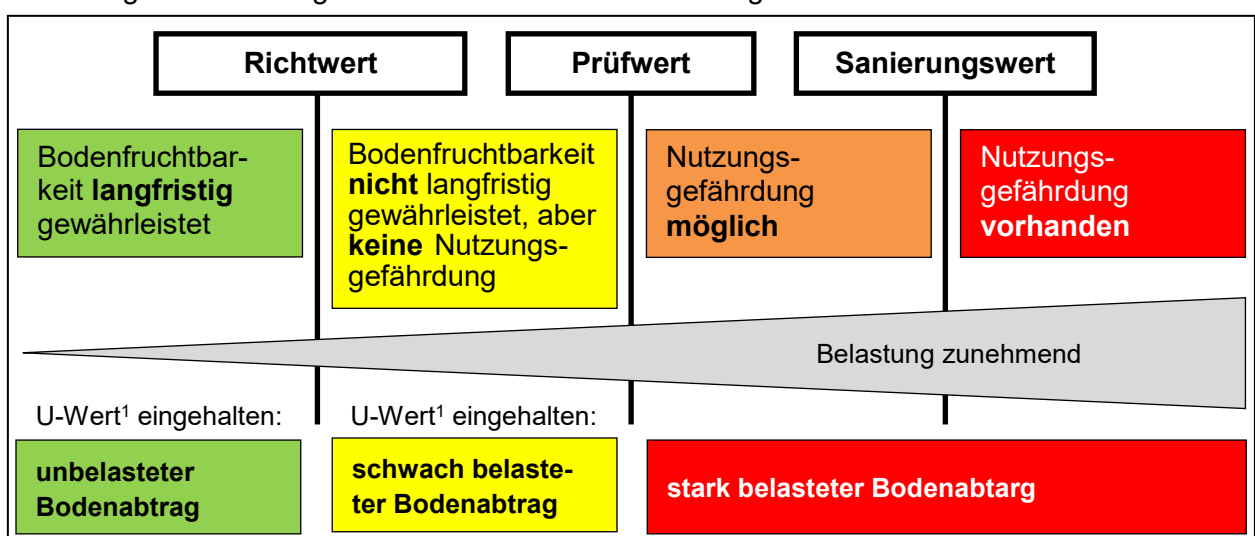 Richtwert
Prüfwert
Sanierungswert
Bodenfruchtbar-
keit langfristig
gewährleistet
Bodenfruchtbarkeit
nicht langfristig
gewährleistet, aber
keine Nutzungs-
gefährdung
Nutzungs-
gefährdung
möglich
Nutzungs-
gefährdung
vorhanden
Belastung zunehmend
U-Wert¹ eingehalten:
U-Wert¹ eingehalten:
unbelasteter
Bodenabtrag
schwach belaste-
ter Bodenabtrag
stark belasteter Bodenabtarg